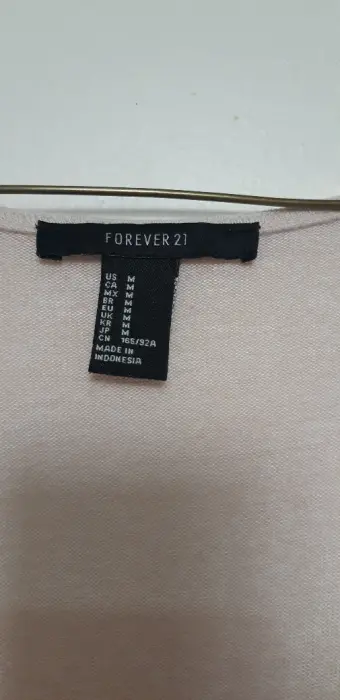 FOREVER 21
US M
CA M
MX M
BR M
EU M
UK M
KR M
JP M
CN 165/92A
MADE IN
INDONESIA